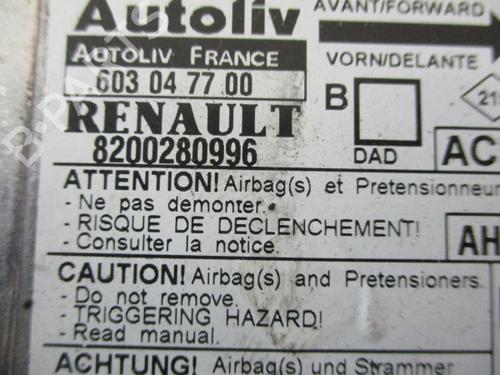 Autoliv
AVANT/FORWARD
AUTOLIV FRANCE
VORN/DELANTE
603 04 77 00
B
RENAULT
8200280996
DAD
AC
ATTENTION! Airbag(s) et Pretensionneu
- Ne pas demonter.
- RISQUE DE DECLENCHEMENT!
- Consulter la notice.
AH
CAUTION! Airbag(s) and Pretensioners
- Do not remove.
- TRIGGERING HAZARD!
- Read manual.
ACHTUNG! Airbag(s) und Strammer